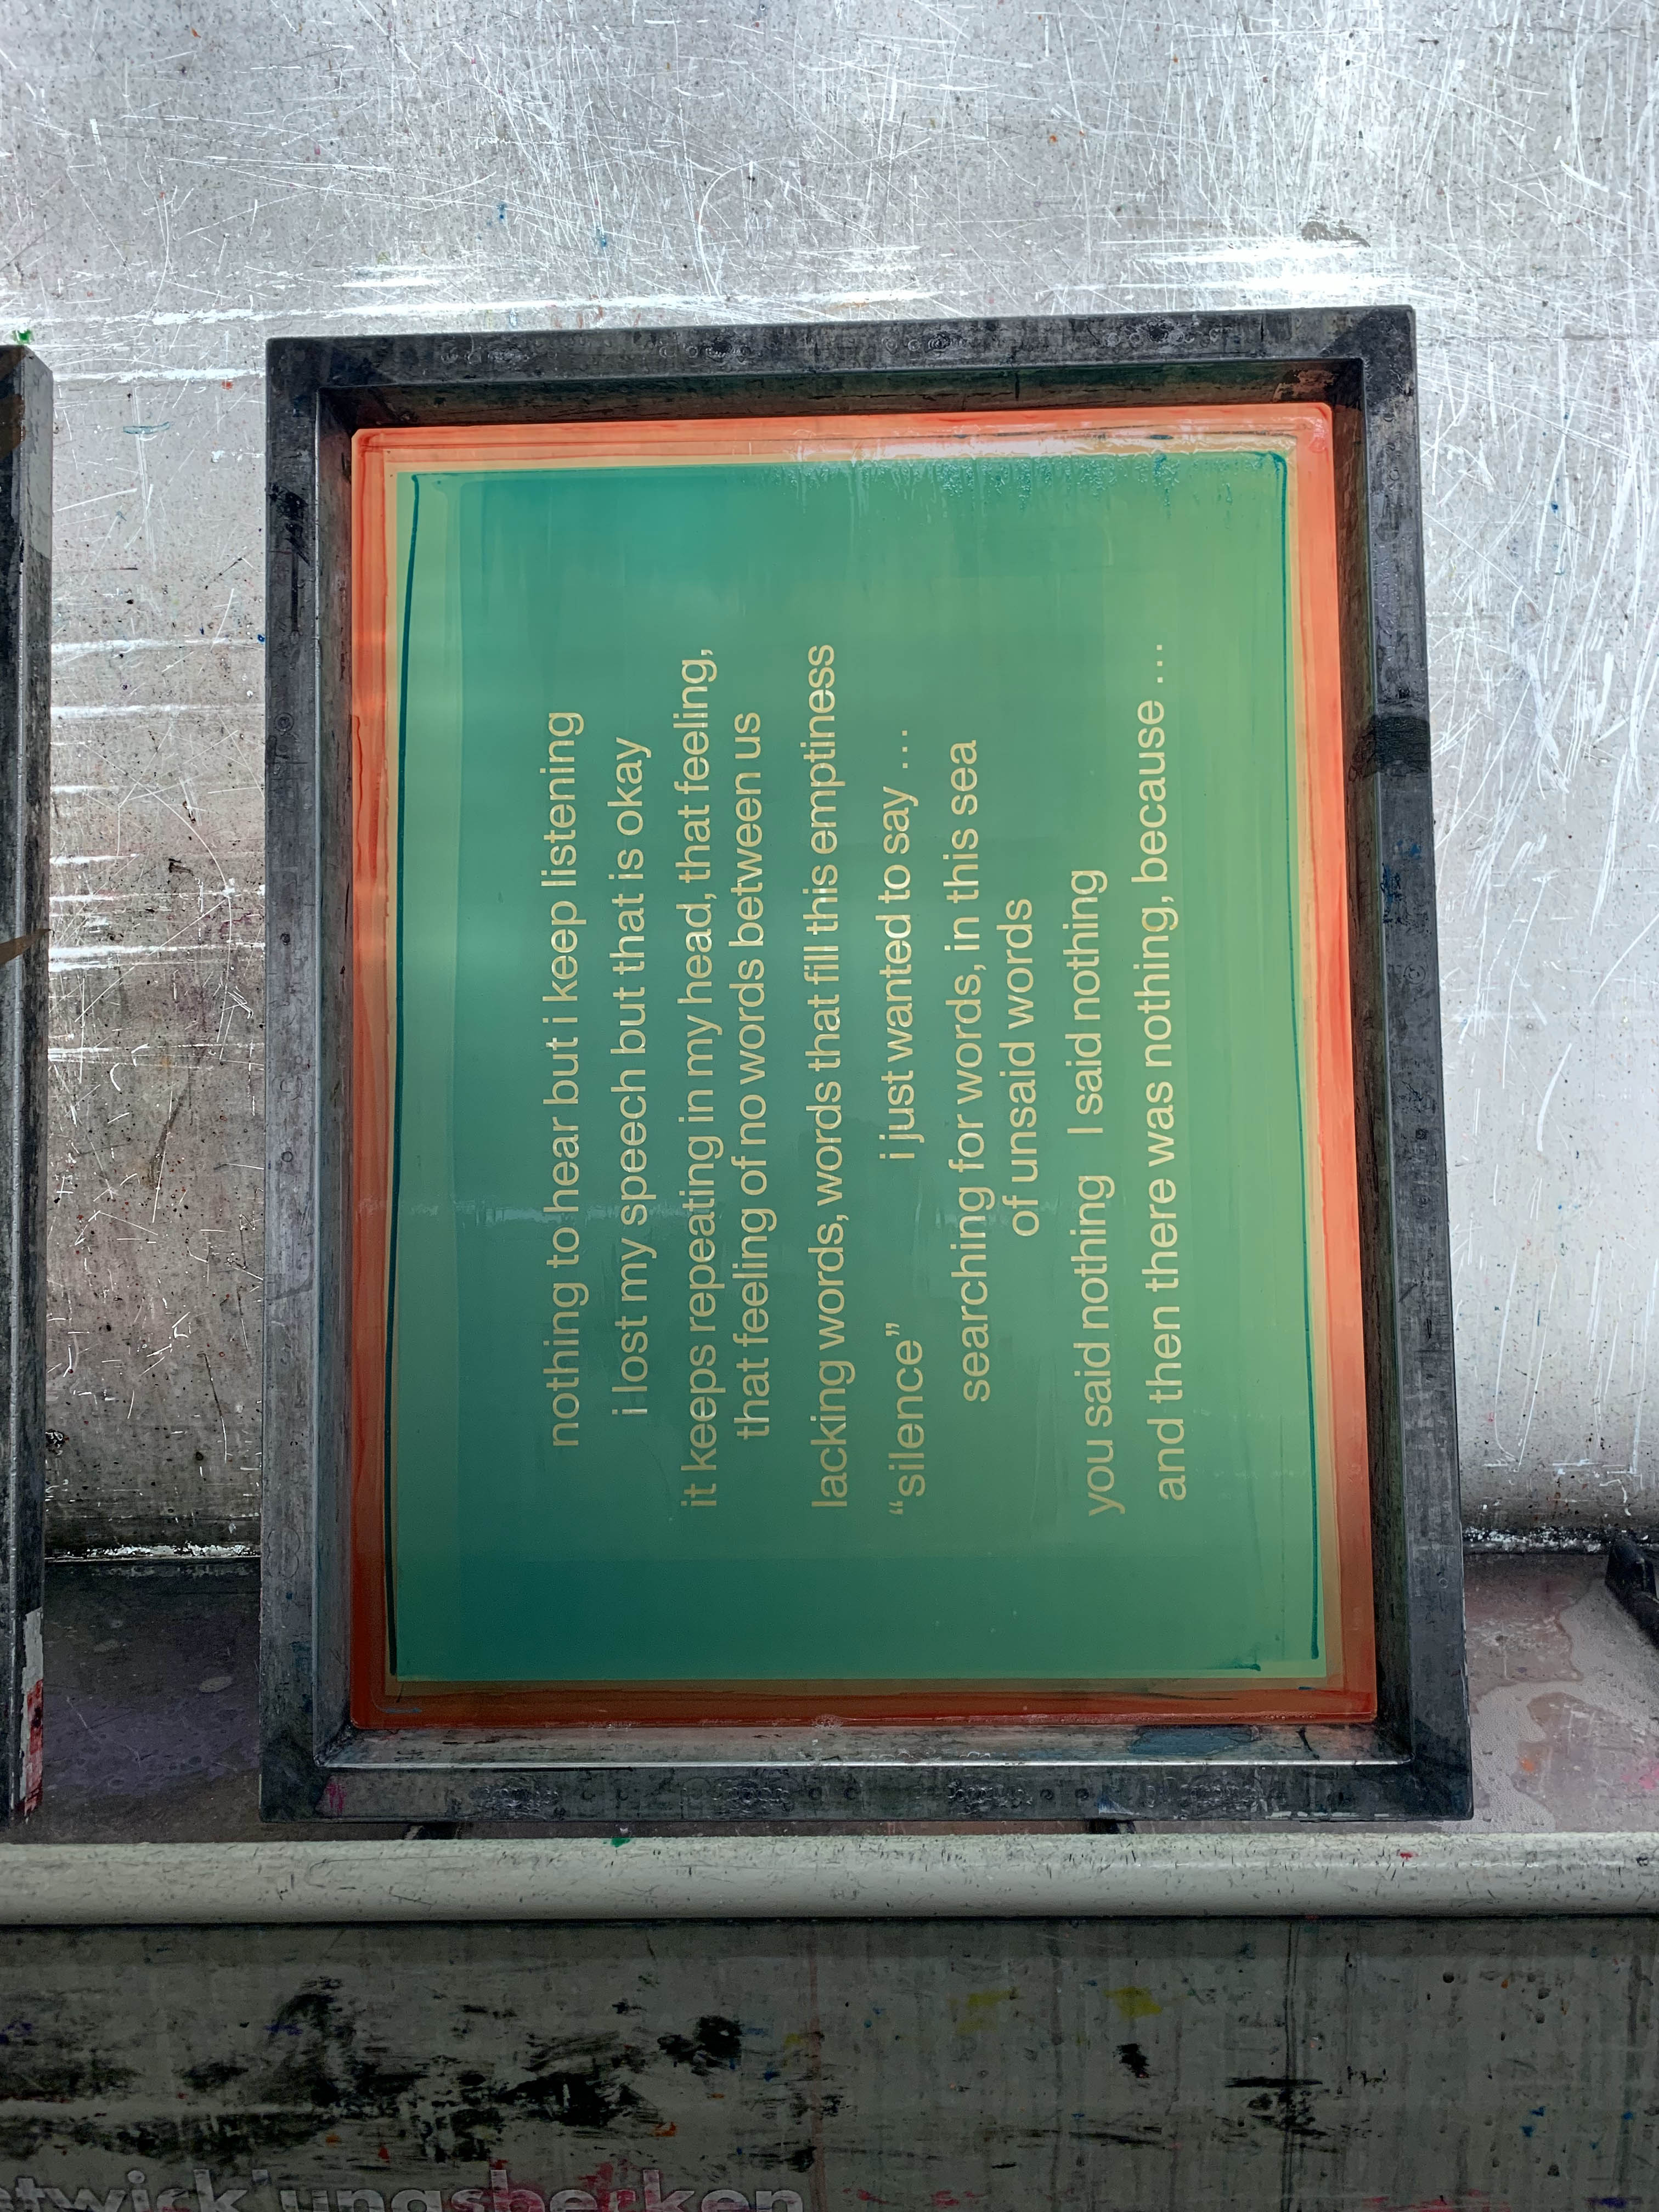 nothing to hear but i keep listening
i lost my speech but that is okay
it keeps repeating in my head, that feeling,
that feeling of no words between us
lacking words, words that fill this emptiness
“silence” i just wanted to say ...
searching for words, in this sea
of unsaid words
you said nothing I said nothing
and then there was nothing, because ...